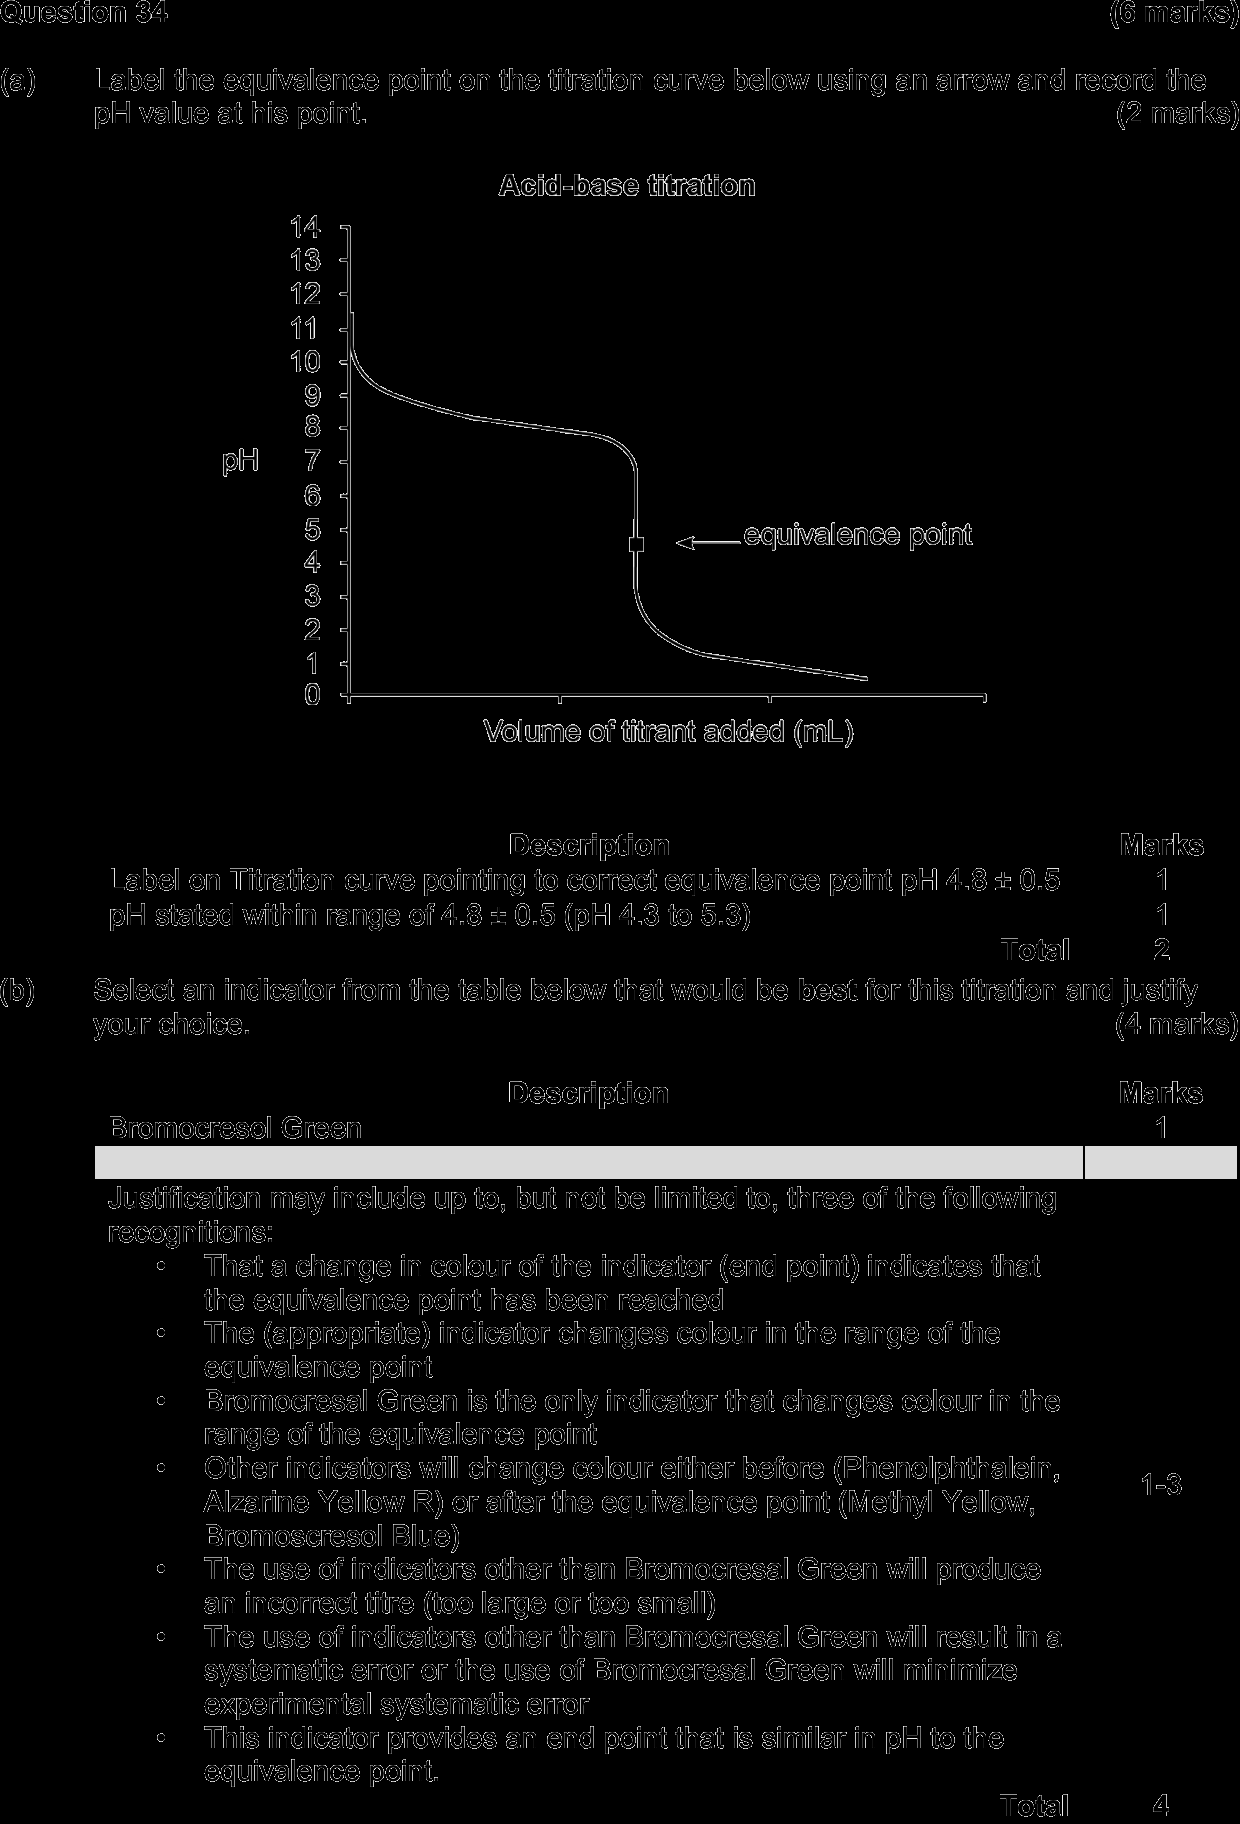 Question 34 (6 marks)
(a) Label the equivalence point on the titration curve below using an arrow and record the
pH value at his point. (2 marks)
Acid-base titration
14
13
12
11
10
9
8
pH 7
6
5
equivalence point
4
3
2
1
0
Volume of titrant added (mL)
Description Marks
Label on Titration curve pointing to correct equivalence point pH 4.8 ± 0.5 1
pH stated within range of 4.8 ± 0.5 (pH 4.3 to 5.3) 1
Total 2
(b) Select an indicator from the table below that would be best for this titration and justify
your choice. (4 marks)
Description Marks
Bromocresol Green 1
Justification may include up to, but not be limited to, three of the following
recognitions:
• That a change in colour of the indicator (end point) indicates that
the equivalence point has been reached
• The (appropriate) indicator changes colour in the range of the
equivalence point
• Bromocresal Green is the only indicator that changes colour in the
range of the equivalence point
• Other indicators will change colour either before (Phenolphthalein,
Alzarine Yellow R) or after the equivalence point (Methyl Yellow,
Bromoscresol Blue)
1-3
• The use of indicators other than Bromocresal Green will produce
an incorrect titre (too large or too small)
• The use of indicators other than Bromocresal Green will result in a
systematic error or the use of Bromocresal Green will minimize
experimental systematic error
• This indicator provides an end point that is similar in pH to the
equivalence point.
Total 4